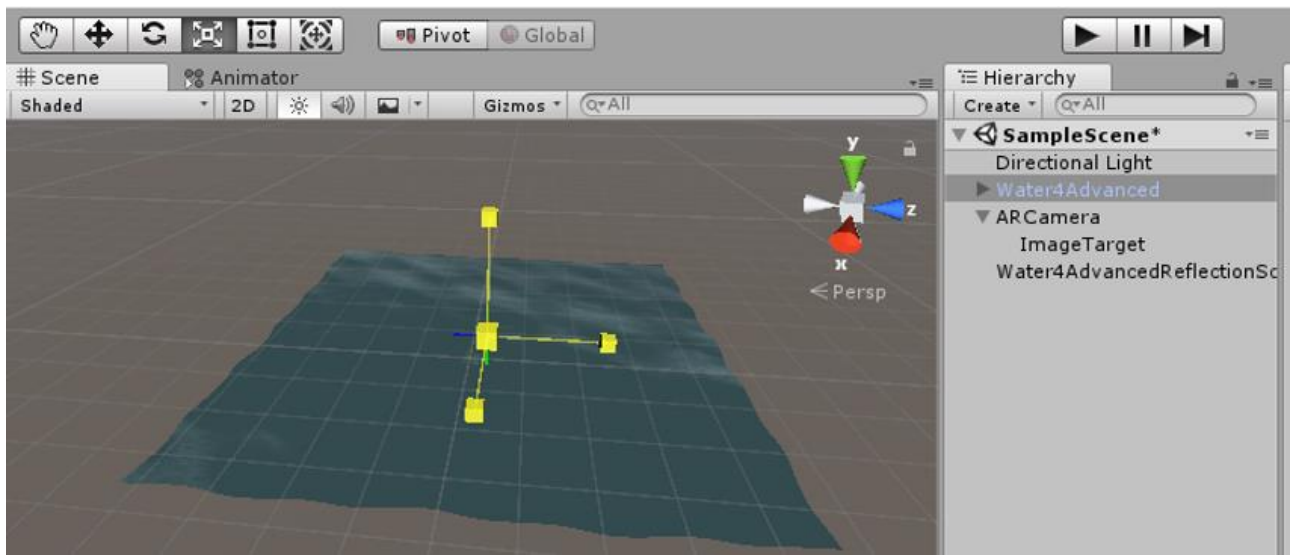 Pivot Global
Scene Animator
Shaded 2D Gizmos All
y
z
x
Persp
Hierarchy
Create All
SampleScene*
Directional Light
Water4Advanced
ARCamera
ImageTarget
Water4AdvancedReflectionSc